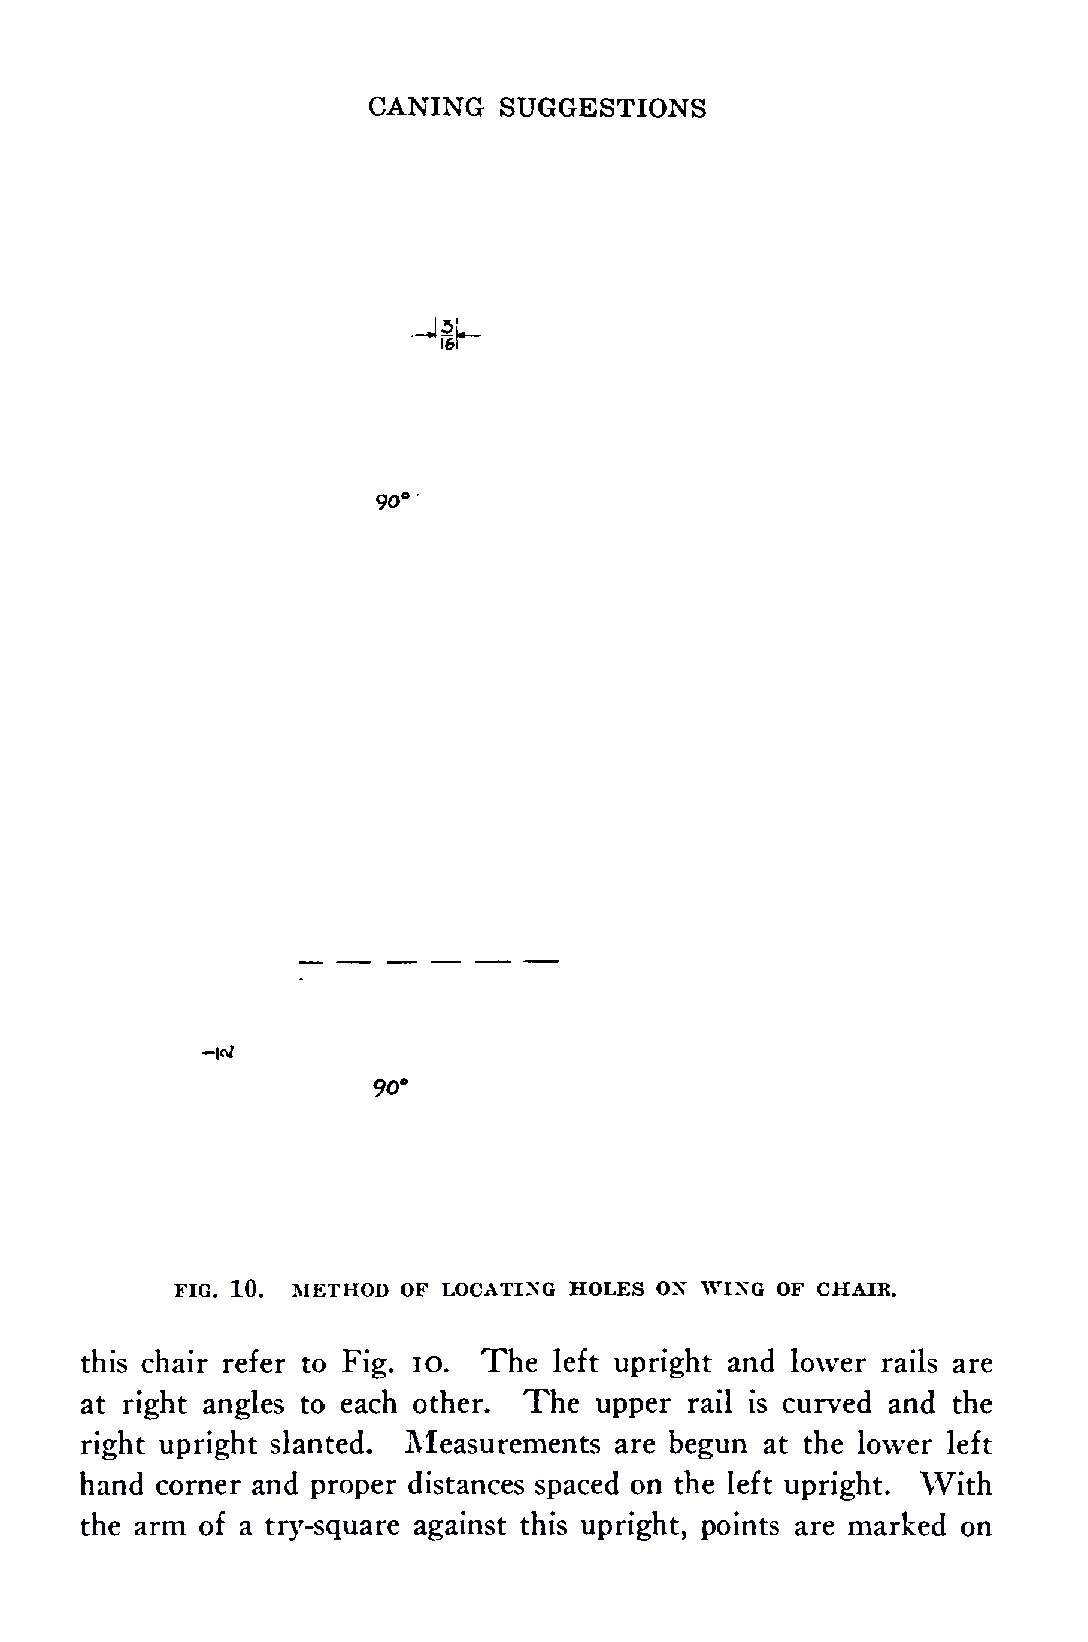 CANING SUGGESTIONS
3/16
90°
1/2
90°
FIG. 10. METHOD OF LOCATING HOLES ON WING OF CHAIR.
this chair refer to Fig. 10. The left upright and lower rails are
at right angles to each other. The upper rail is curved and the
right upright slanted. Measurements are begun at the lower left
hand corner and proper distances spaced on the left upright. With
the arm of a try-square against this upright, points are marked on